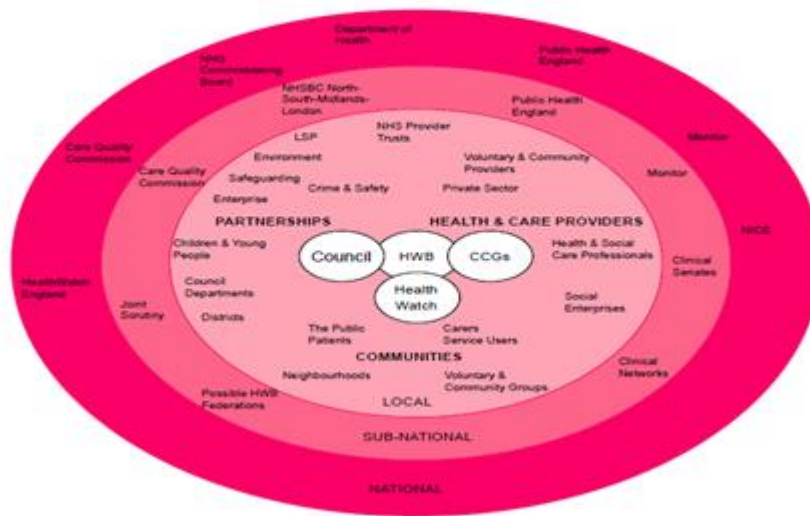 Department of
Health
Public Health
England
NHS
Commissioning
Board
NHSBC North-
South-Midlands-
London
Public Health
England
Monitor
Care Quality
Commission
LSP
NHS Provider
Trusts
Care Quality
Commission
Environment
Voluntary & Community
Providers
Monitor
Safeguarding
Crime & Safety
Private Sector
Enterprise
PARTNERSHIPS
HEALTH & CARE PROVIDERS
NICE
Children & Young
People
Council
HWB
CCGs
Health & Social
Care Professionals
Clinical
Senates
HealthWatch
England
Council
Departments
Health
Watch
Joint
Scrutiny
Social
Enterprises
Districts
The Public
Patients
Carers
Service Users
COMMUNITIES
Clinical
Networks
Neighbourhoods
Voluntary &
Community Groups
Possible HWB
Federations
LOCAL
SUB-NATIONAL
NATIONAL